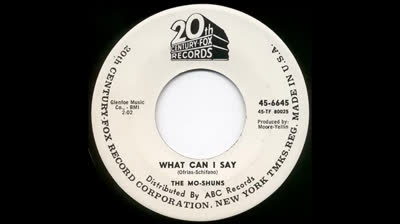 20th
CENTURY-FOX
RECORDS
Glenfoe Music
Co., - BMI
2:02
45-6645
45-TF 80025
Produced by:
Moore-Yellin
WHAT CAN I SAY
(Ofrias-Schifano)
THE MO-SHUNS
Distributed By ABC Records
20th CENTURY-FOX RECORD CORPORATION. NEW YORK TMKS. REG. MADE IN U.S.A.